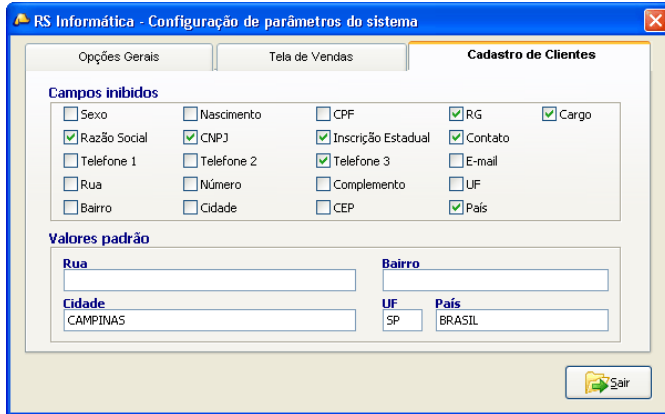 RS Informática - Configuração de parâmetros do sistema
Opções Gerais Tela de Vendas Cadastro de Clientes
Campos inibidos
Sexo Nascimento CPF RG Cargo
Razão Social CNPJ Inscrição Estadual Contato
Telefone 1 Telefone 2 Telefone 3 E-mail
Rua Número Complemento UF
Bairro Cidade CEP País
Valores padrão
Rua Bairro
Cidade UF País
CAMPINAS SP BRASIL
Sair